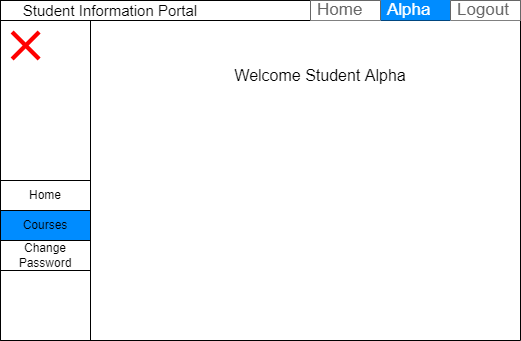 Student Information Portal
Home
Alpha
Logout
Welcome Student Alpha
Home
Courses
Change
Password